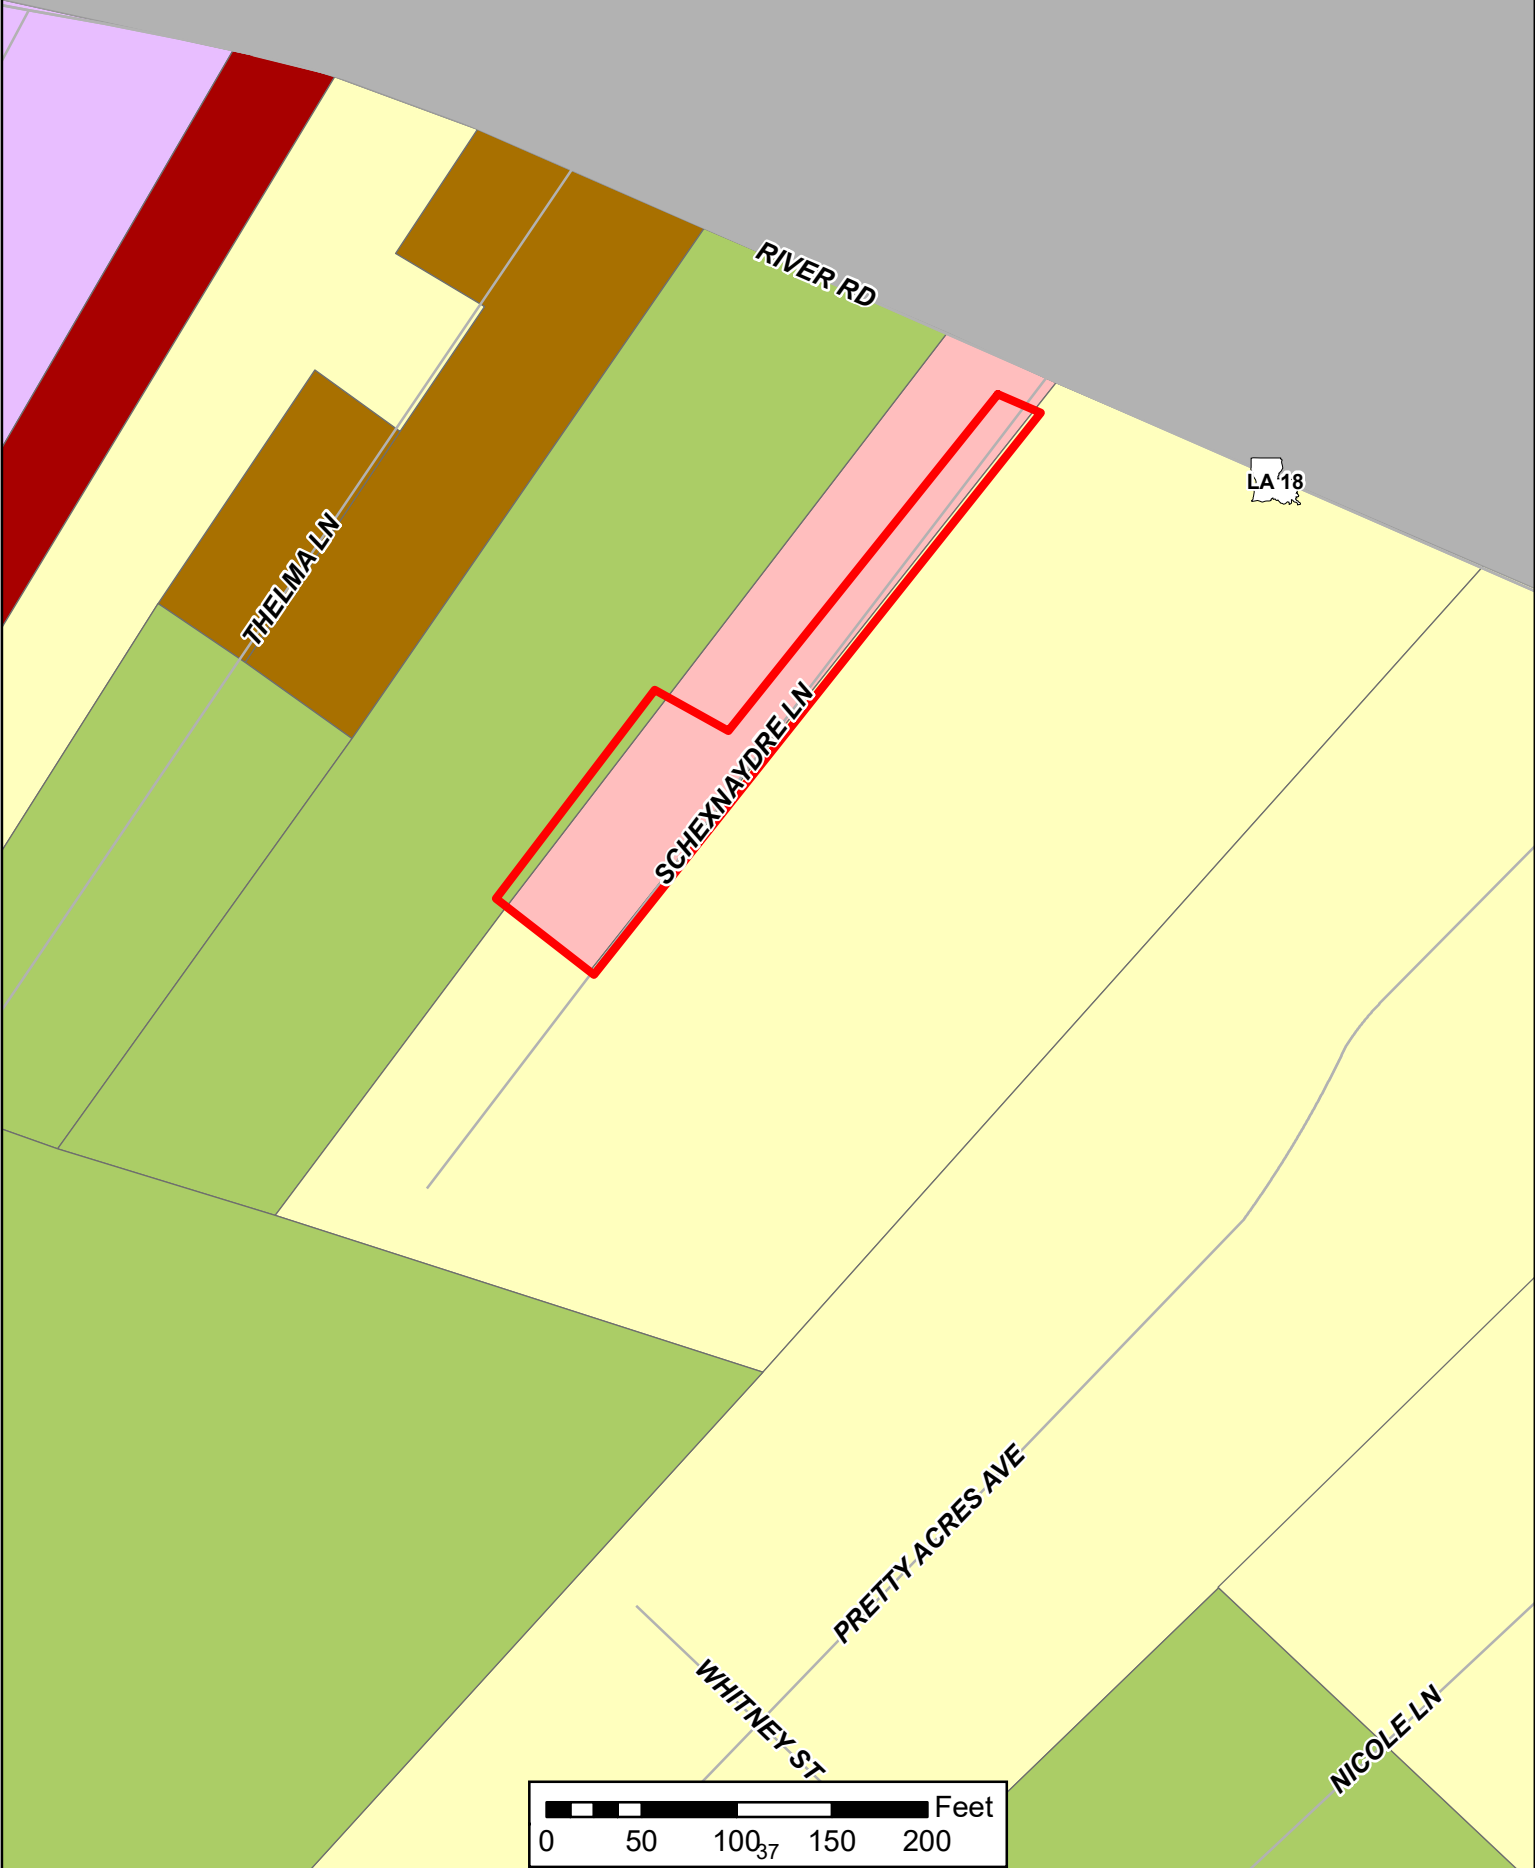 RIVER RD
LA 18
THELMA LN
SCHEXNAYDRE LN
PRETTY ACRES AVE
WHITNEY ST
NICOLE LN
Feet
0 50 100 150 200
37